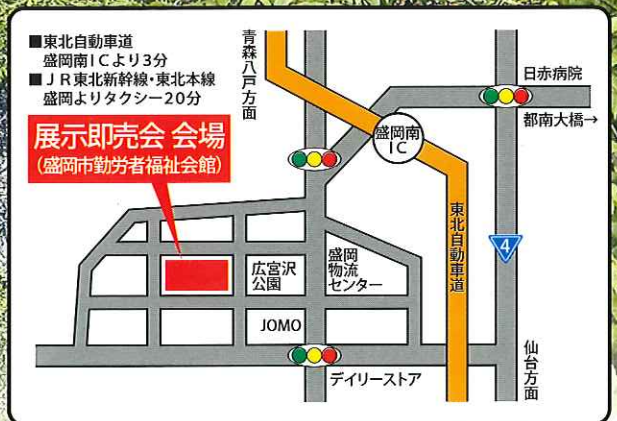 ■東北自動車道
盛岡南ICより3分
■JR東北新幹線・東北本線
盛岡よりタクシー20分
展示即売会 会場
(盛岡市勤労者福祉会館)
青森八戸方面
日赤病院
都南大橋→
盛岡南
IC
東北自動車道
4
広宮沢
公園
盛岡
物流
センター
JOMO
デイリーストア
仙台方面